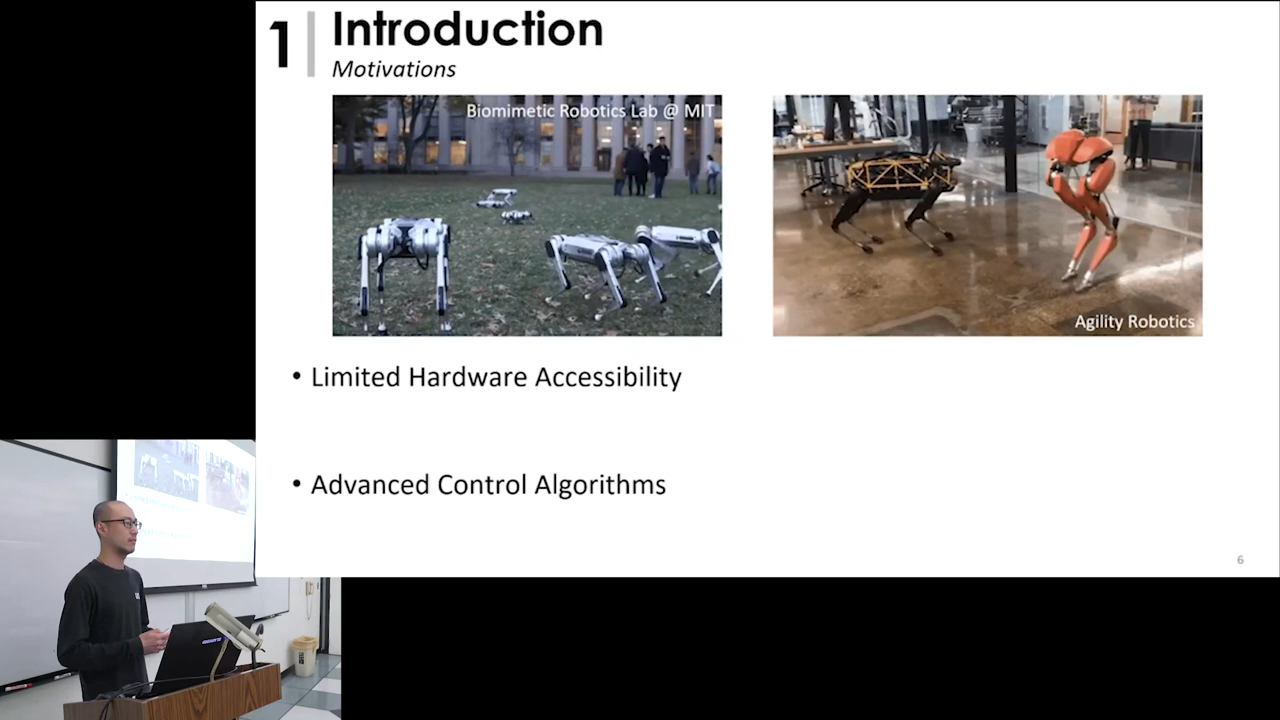 1
Introduction
Motivations
Biomimetic Robotics Lab @ MIT
Agility Robotics
• Limited Hardware Accessibility
• Advanced Control Algorithms
6